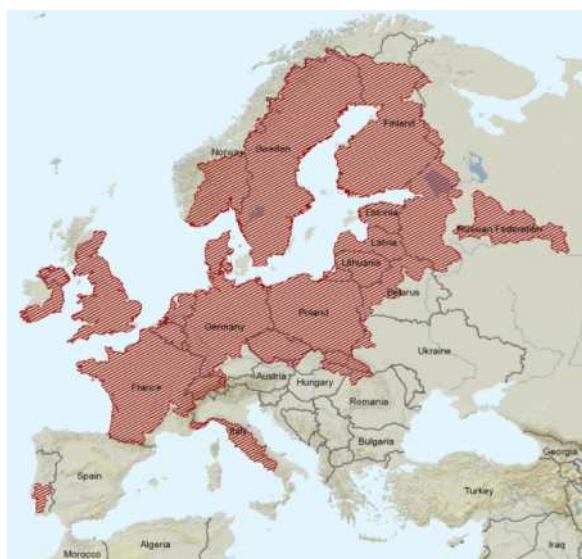 Finland
Norway
Sweden
Estonia
Russian Federation
Latvia
Lithuania
Belarus
Germany
Poland
Ukraine
France
Austria
Hungary
Romania
Italy
Bulgaria
Georgia
Spain
Turkey
Morocco
Algeria
Iraq